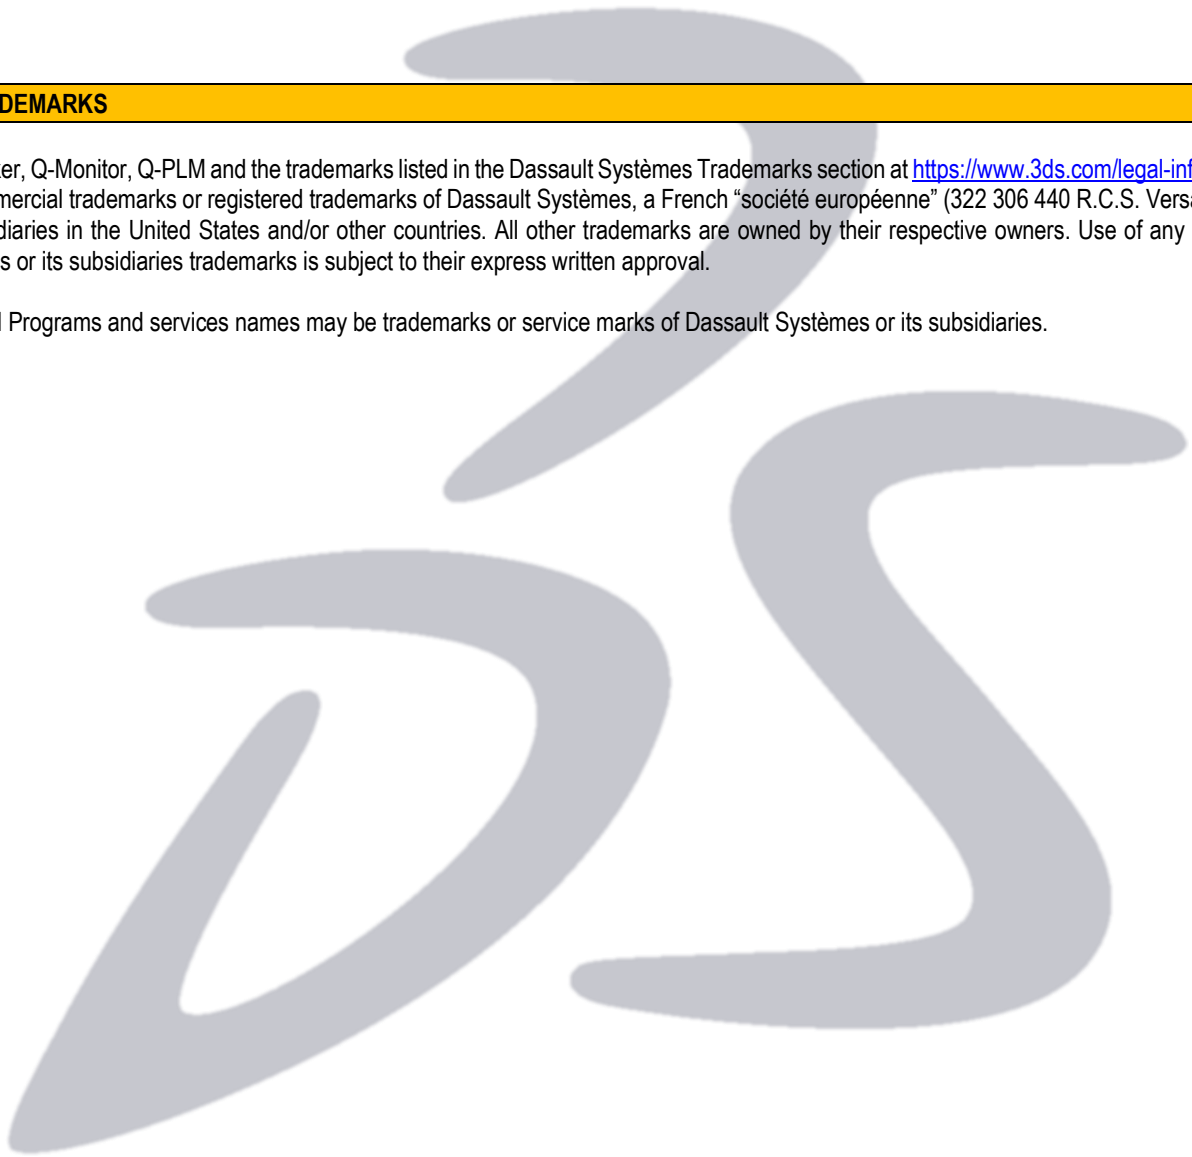 DEMARKS
ker, Q-Monitor, Q-PLM and the trademarks listed in the Dassault Systèmes Trademarks section at https://www.3ds.com/legal-inf
mercial trademarks or registered trademarks of Dassault Systèmes, a French “société européenne” (322 306 440 R.C.S. Versa
diaries in the United States and/or other countries. All other trademarks are owned by their respective owners. Use of any
s or its subsidiaries trademarks is subject to their express written approval.
l Programs and services names may be trademarks or service marks of Dassault Systèmes or its subsidiaries.